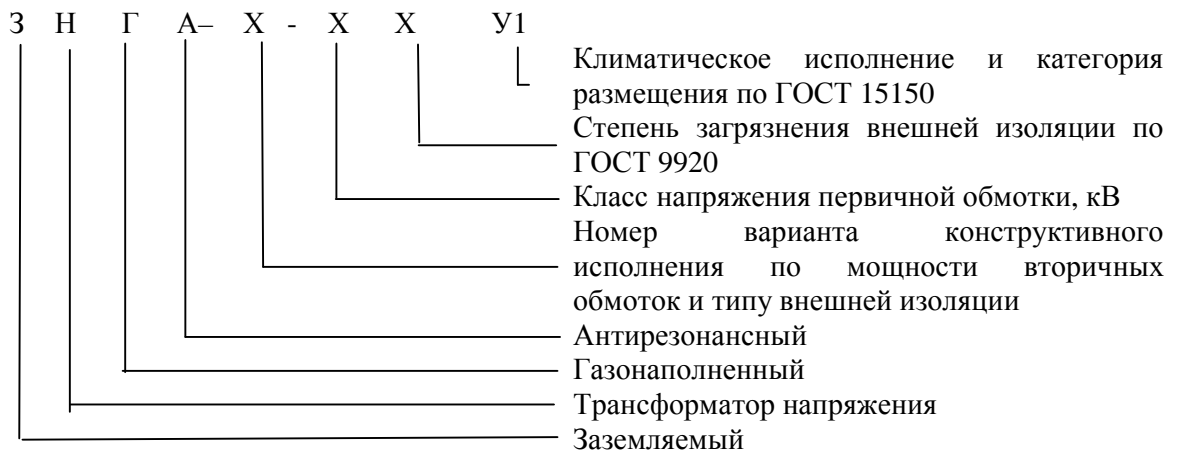 З Н Г А– Х - Х Х У1
Климатическое исполнение и категория
размещения по ГОСТ 15150
Степень загрязнения внешней изоляции по
ГОСТ 9920
Класс напряжения первичной обмотки, кВ
Номер варианта конструктивного
исполнения по мощности вторичных
обмоток и типу внешней изоляции
Антирезонансный
Газонаполненный
Трансформатор напряжения
Заземляемый